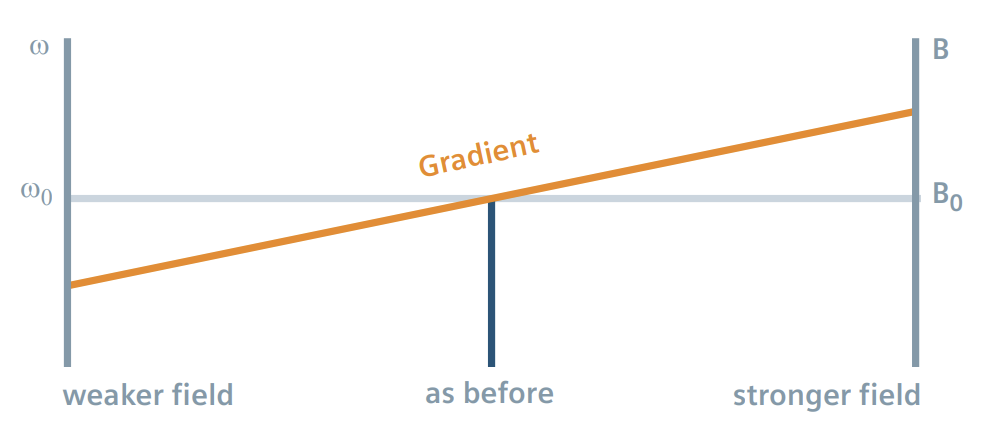 ω
B
Gradient
ω₀
B₀
weaker field
as before
stronger field